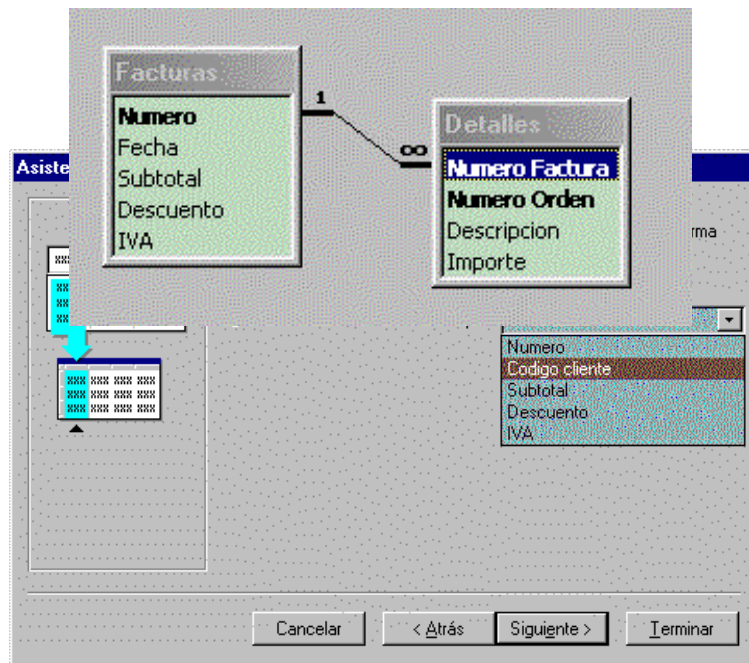 Facturas
Numero
Fecha
Subtotal
Descuento
IVA
1
∞
Detalles
Numero Factura
Numero Orden
Descripcion
Importe
Asiste
rma
Numero
Codigo cliente
Subtotal
Descuento
IVA
Cancelar
< Atrás
Siguiente >
Terminar